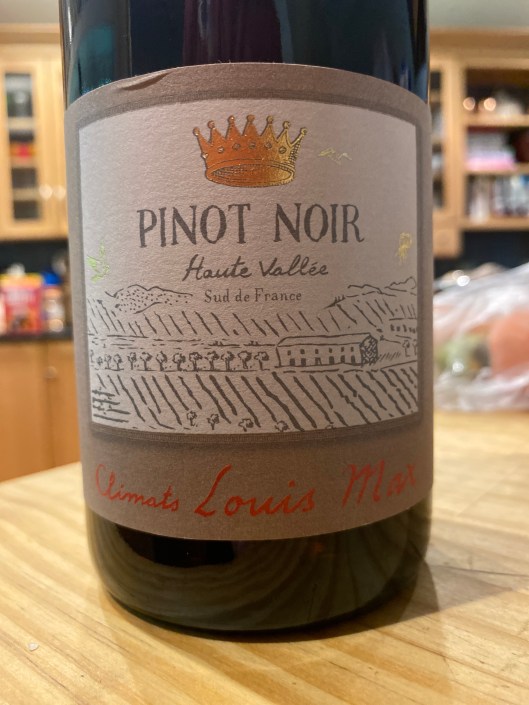 PINOT NOIR
Haute Vallée
Sud de France
Climats Louis Max